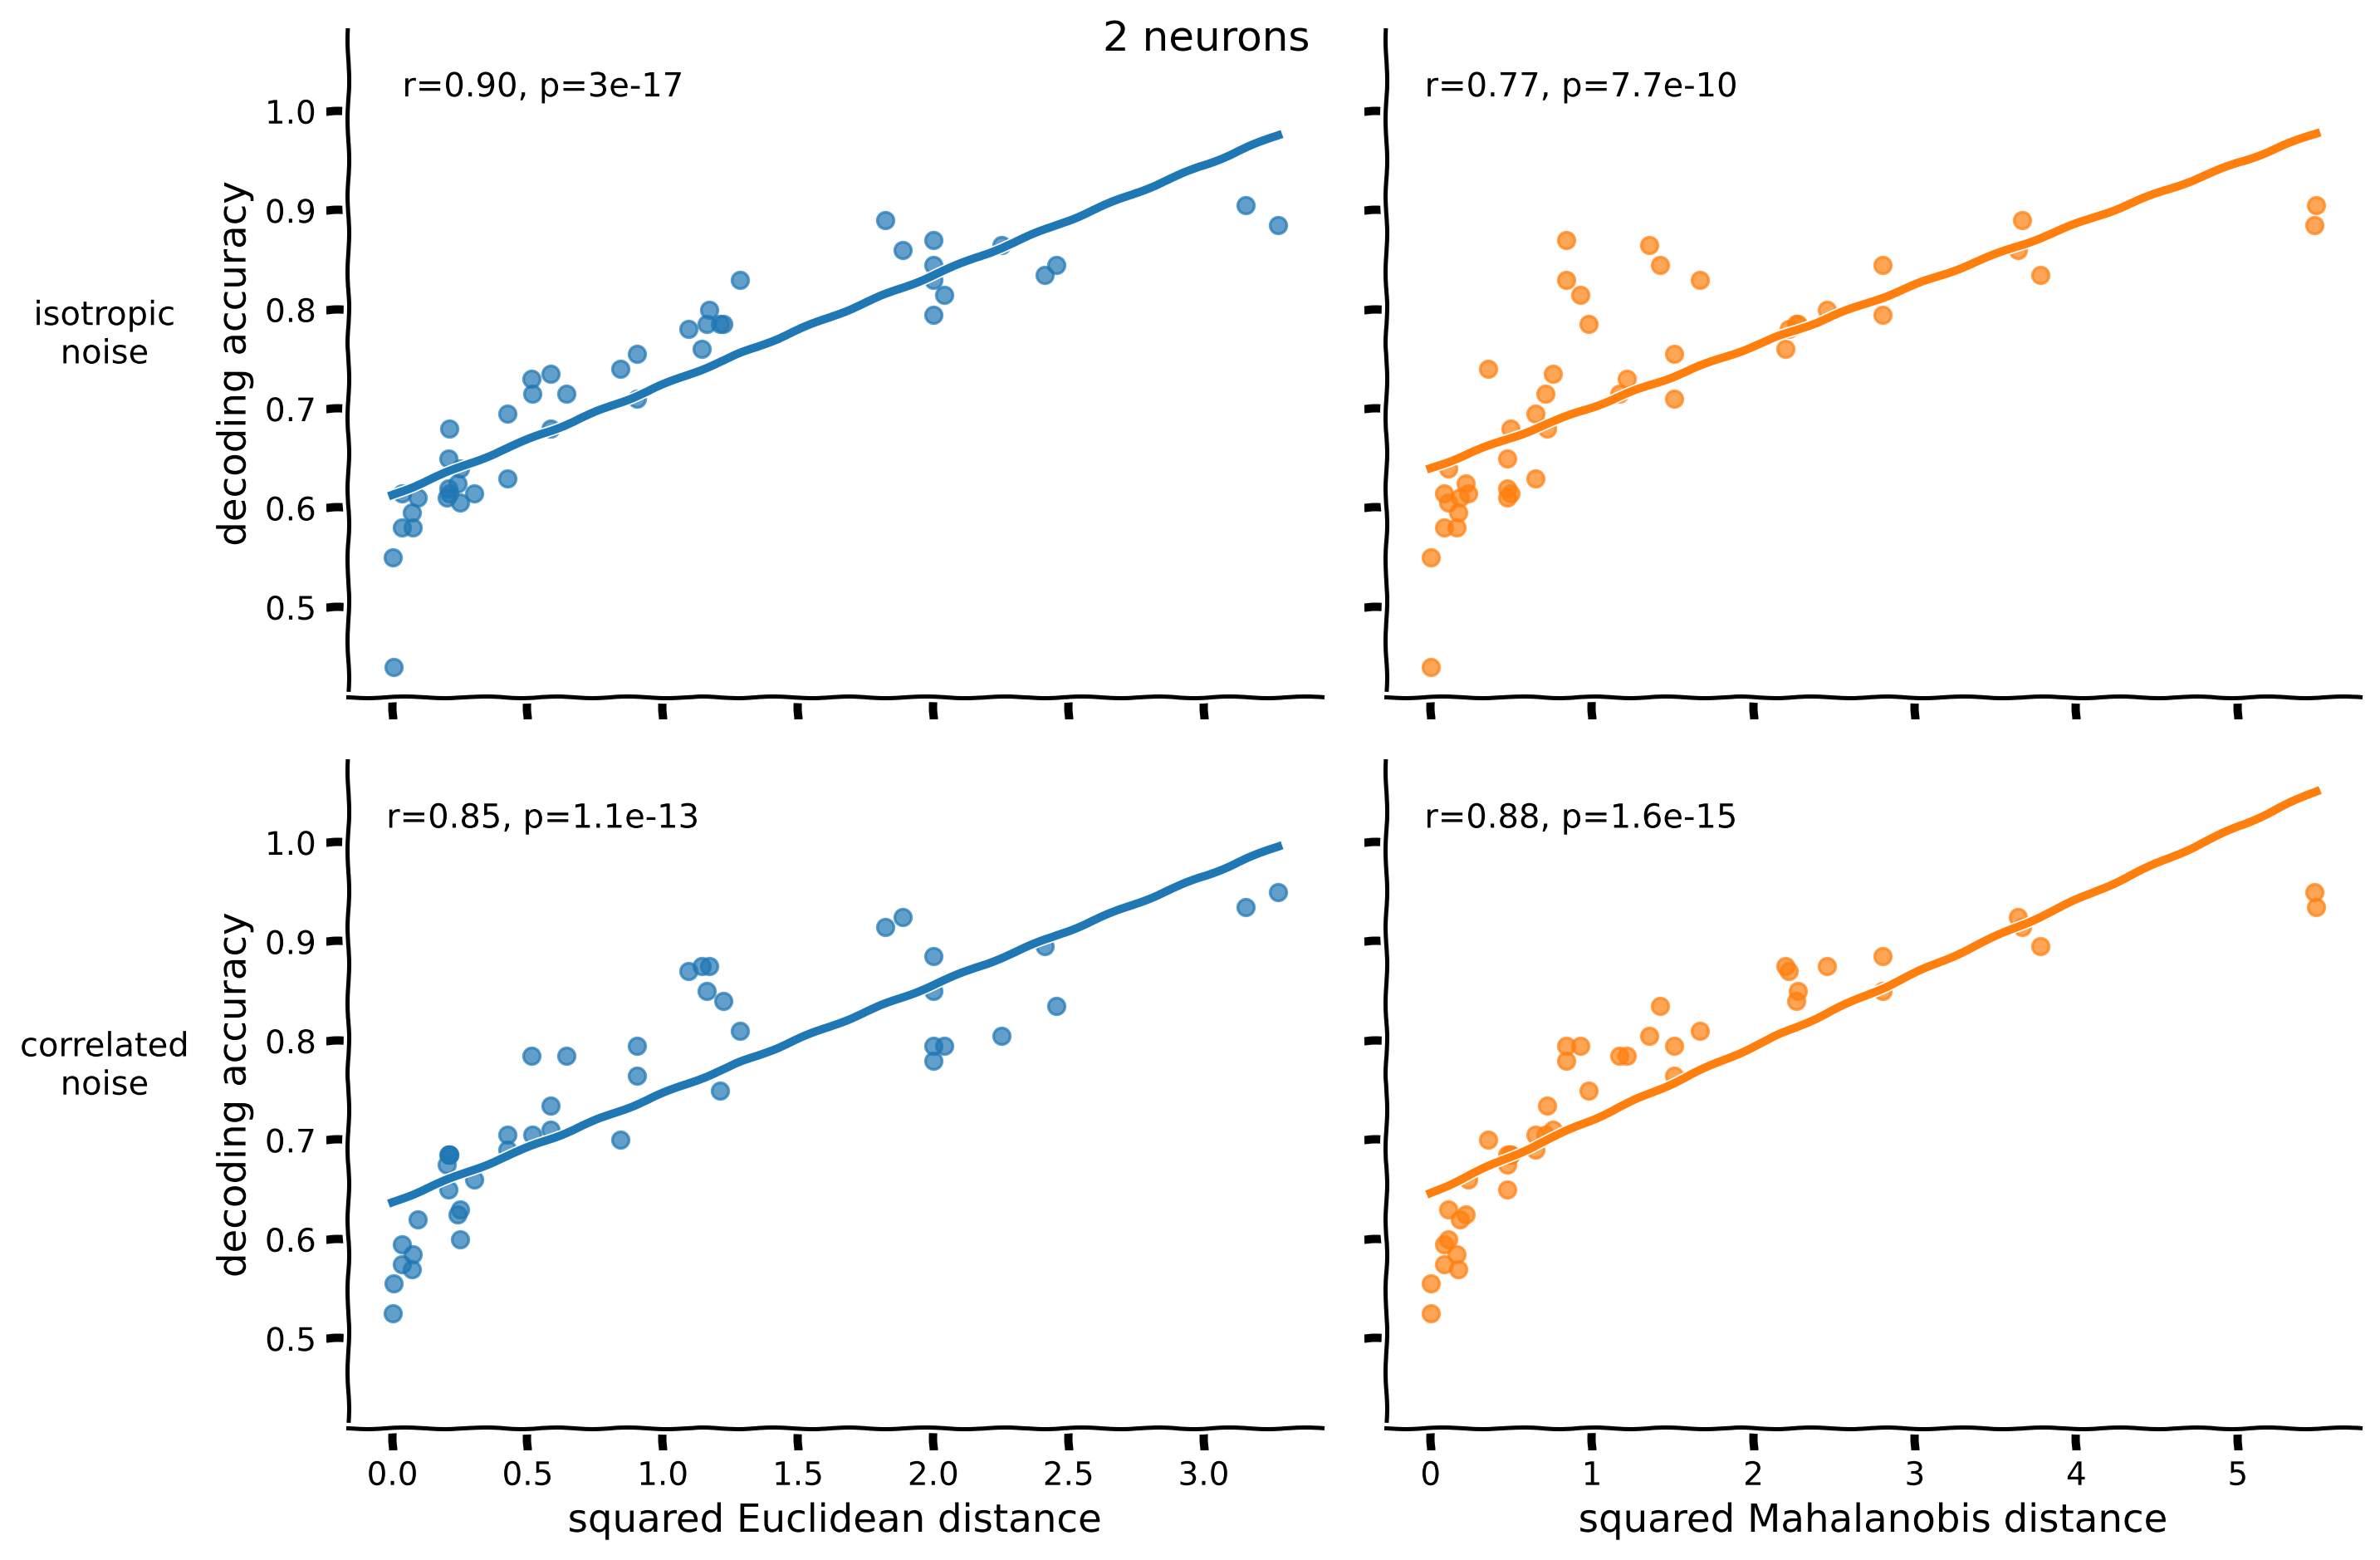 2 neurons
r=0.90, p=3e-17
r=0.77, p=7.7e-10
1.0
0.9
0.8
0.7
0.6
0.5
decoding accuracy
isotropic
noise
r=0.85, p=1.1e-13
r=0.88, p=1.6e-15
1.0
0.9
0.8
0.7
0.6
0.5
decoding accuracy
correlated
noise
0.0 0.5 1.0 1.5 2.0 2.5 3.0
0 1 2 3 4 5
squared Euclidean distance
squared Mahalanobis distance